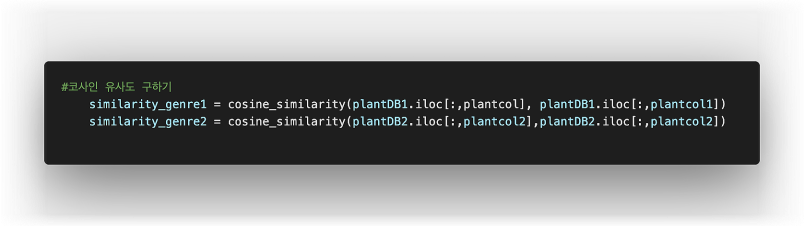 #코사인 유사도 구하기
similarity_genre1 = cosine_similarity(plantDB1.iloc[:,plantcol], plantDB1.iloc[:,plantcol1])
similarity_genre2 = cosine_similarity(plantDB2.iloc[:,plantcol2],plantDB2.iloc[:,plantcol2])